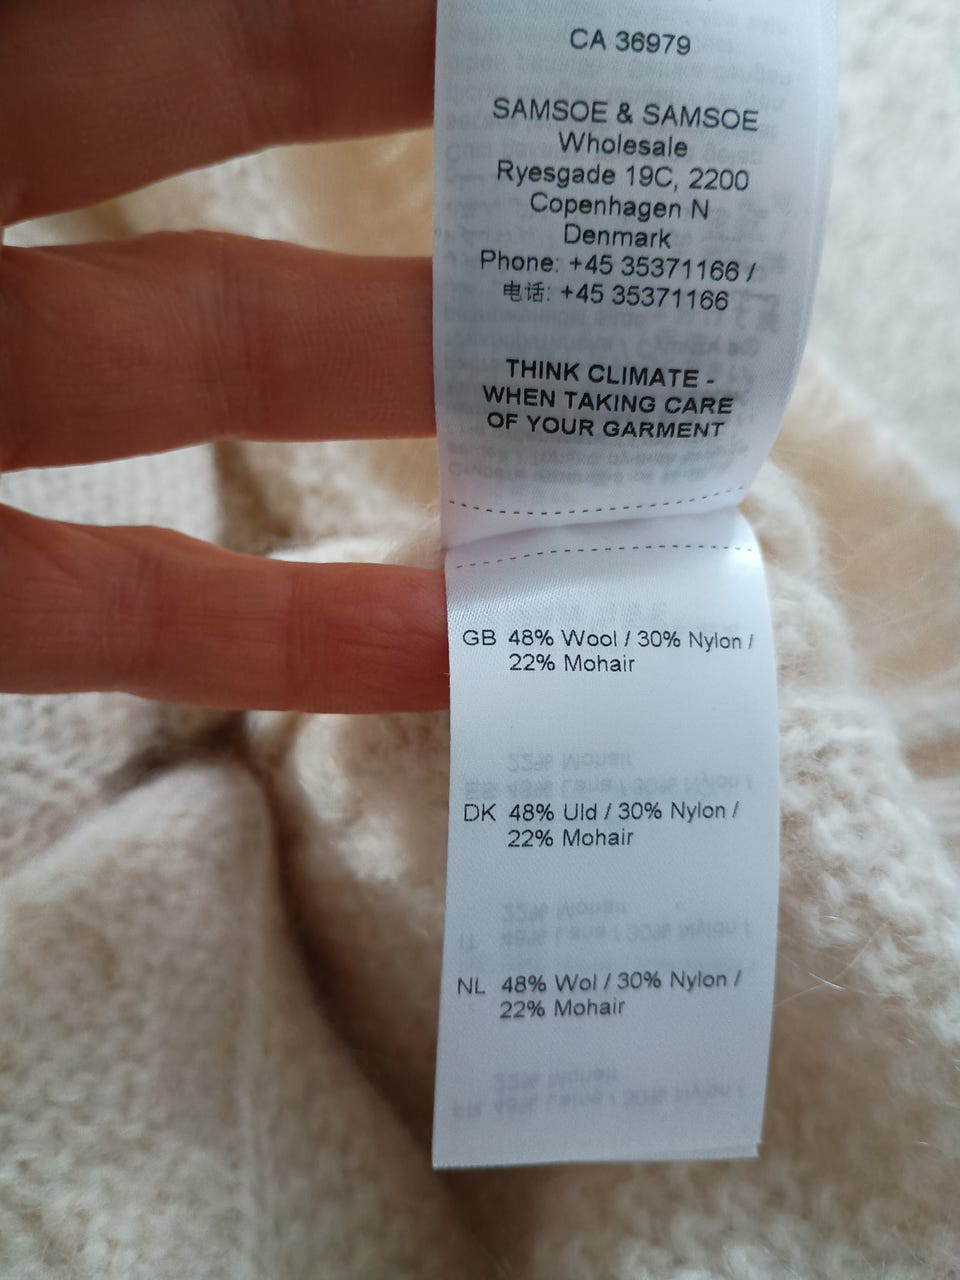 CA 36979
SAMSOE & SAMSOE
Wholesale
Ryesgade 19C, 2200
Copenhagen N
Denmark
Phone: +45 35371166 /
电话: +45 35371166
THINK CLIMATE -
WHEN TAKING CARE
OF YOUR GARMENT
GB 48% Wool / 30% Nylon /
22% Mohair
DK 48% Uld / 30% Nylon /
22% Mohair
NL 48% Wol / 30% Nylon /
22% Mohair